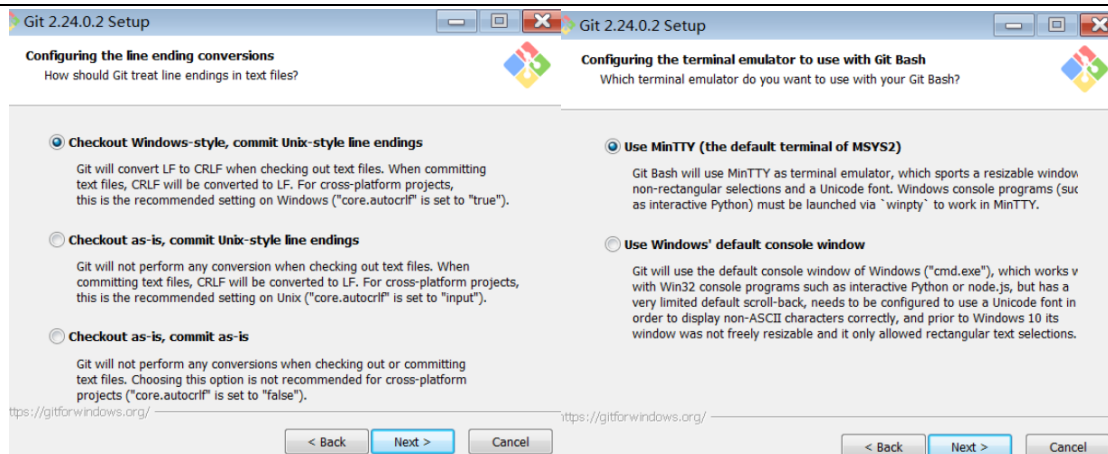 Git 2.24.0.2 Setup
Configuring the line ending conversions
How should Git treat line endings in text files?
Checkout Windows-style, commit Unix-style line endings
Git will convert LF to CRLF when checking out text files. When committing
text files, CRLF will be converted to LF. For cross-platform projects,
this is the recommended setting on Windows ("core.autocrlf" is set to "true").
Checkout as-is, commit Unix-style line endings
Git will not perform any conversion when checking out text files. When
committing text files, CRLF will be converted to LF. For cross-platform projects,
this is the recommended setting on Unix ("core.autocrlf" is set to "input").
Checkout as-is, commit as-is
Git will not perform any conversions when checking out or committing
text files. Choosing this option is not recommended for cross-platform
projects ("core.autocrlf" is set to "false").
ttps://gitforwindows.org/
< Back Next > Cancel
Git 2.24.0.2 Setup
Configuring the terminal emulator to use with Git Bash
Which terminal emulator do you want to use with your Git Bash?
Use MinTTY (the default terminal of MSYS2)
Git Bash will use MinTTY as terminal emulator, which sports a resizable window
non-rectangular selections and a Unicode font. Windows console programs (suc
as interactive Python) must be launched via `winpty` to work in MinTTY.
Use Windows' default console window
Git will use the default console window of Windows ("cmd.exe"), which works w
with Win32 console programs such as interactive Python or node.js, but has a
very limited default scroll-back, needs to be configured to use a Unicode font in
order to display non-ASCII characters correctly, and prior to Windows 10 its
window was not freely resizable and it only allowed rectangular text selections.
ttps://gitforwindows.org/
< Back Next > Cancel